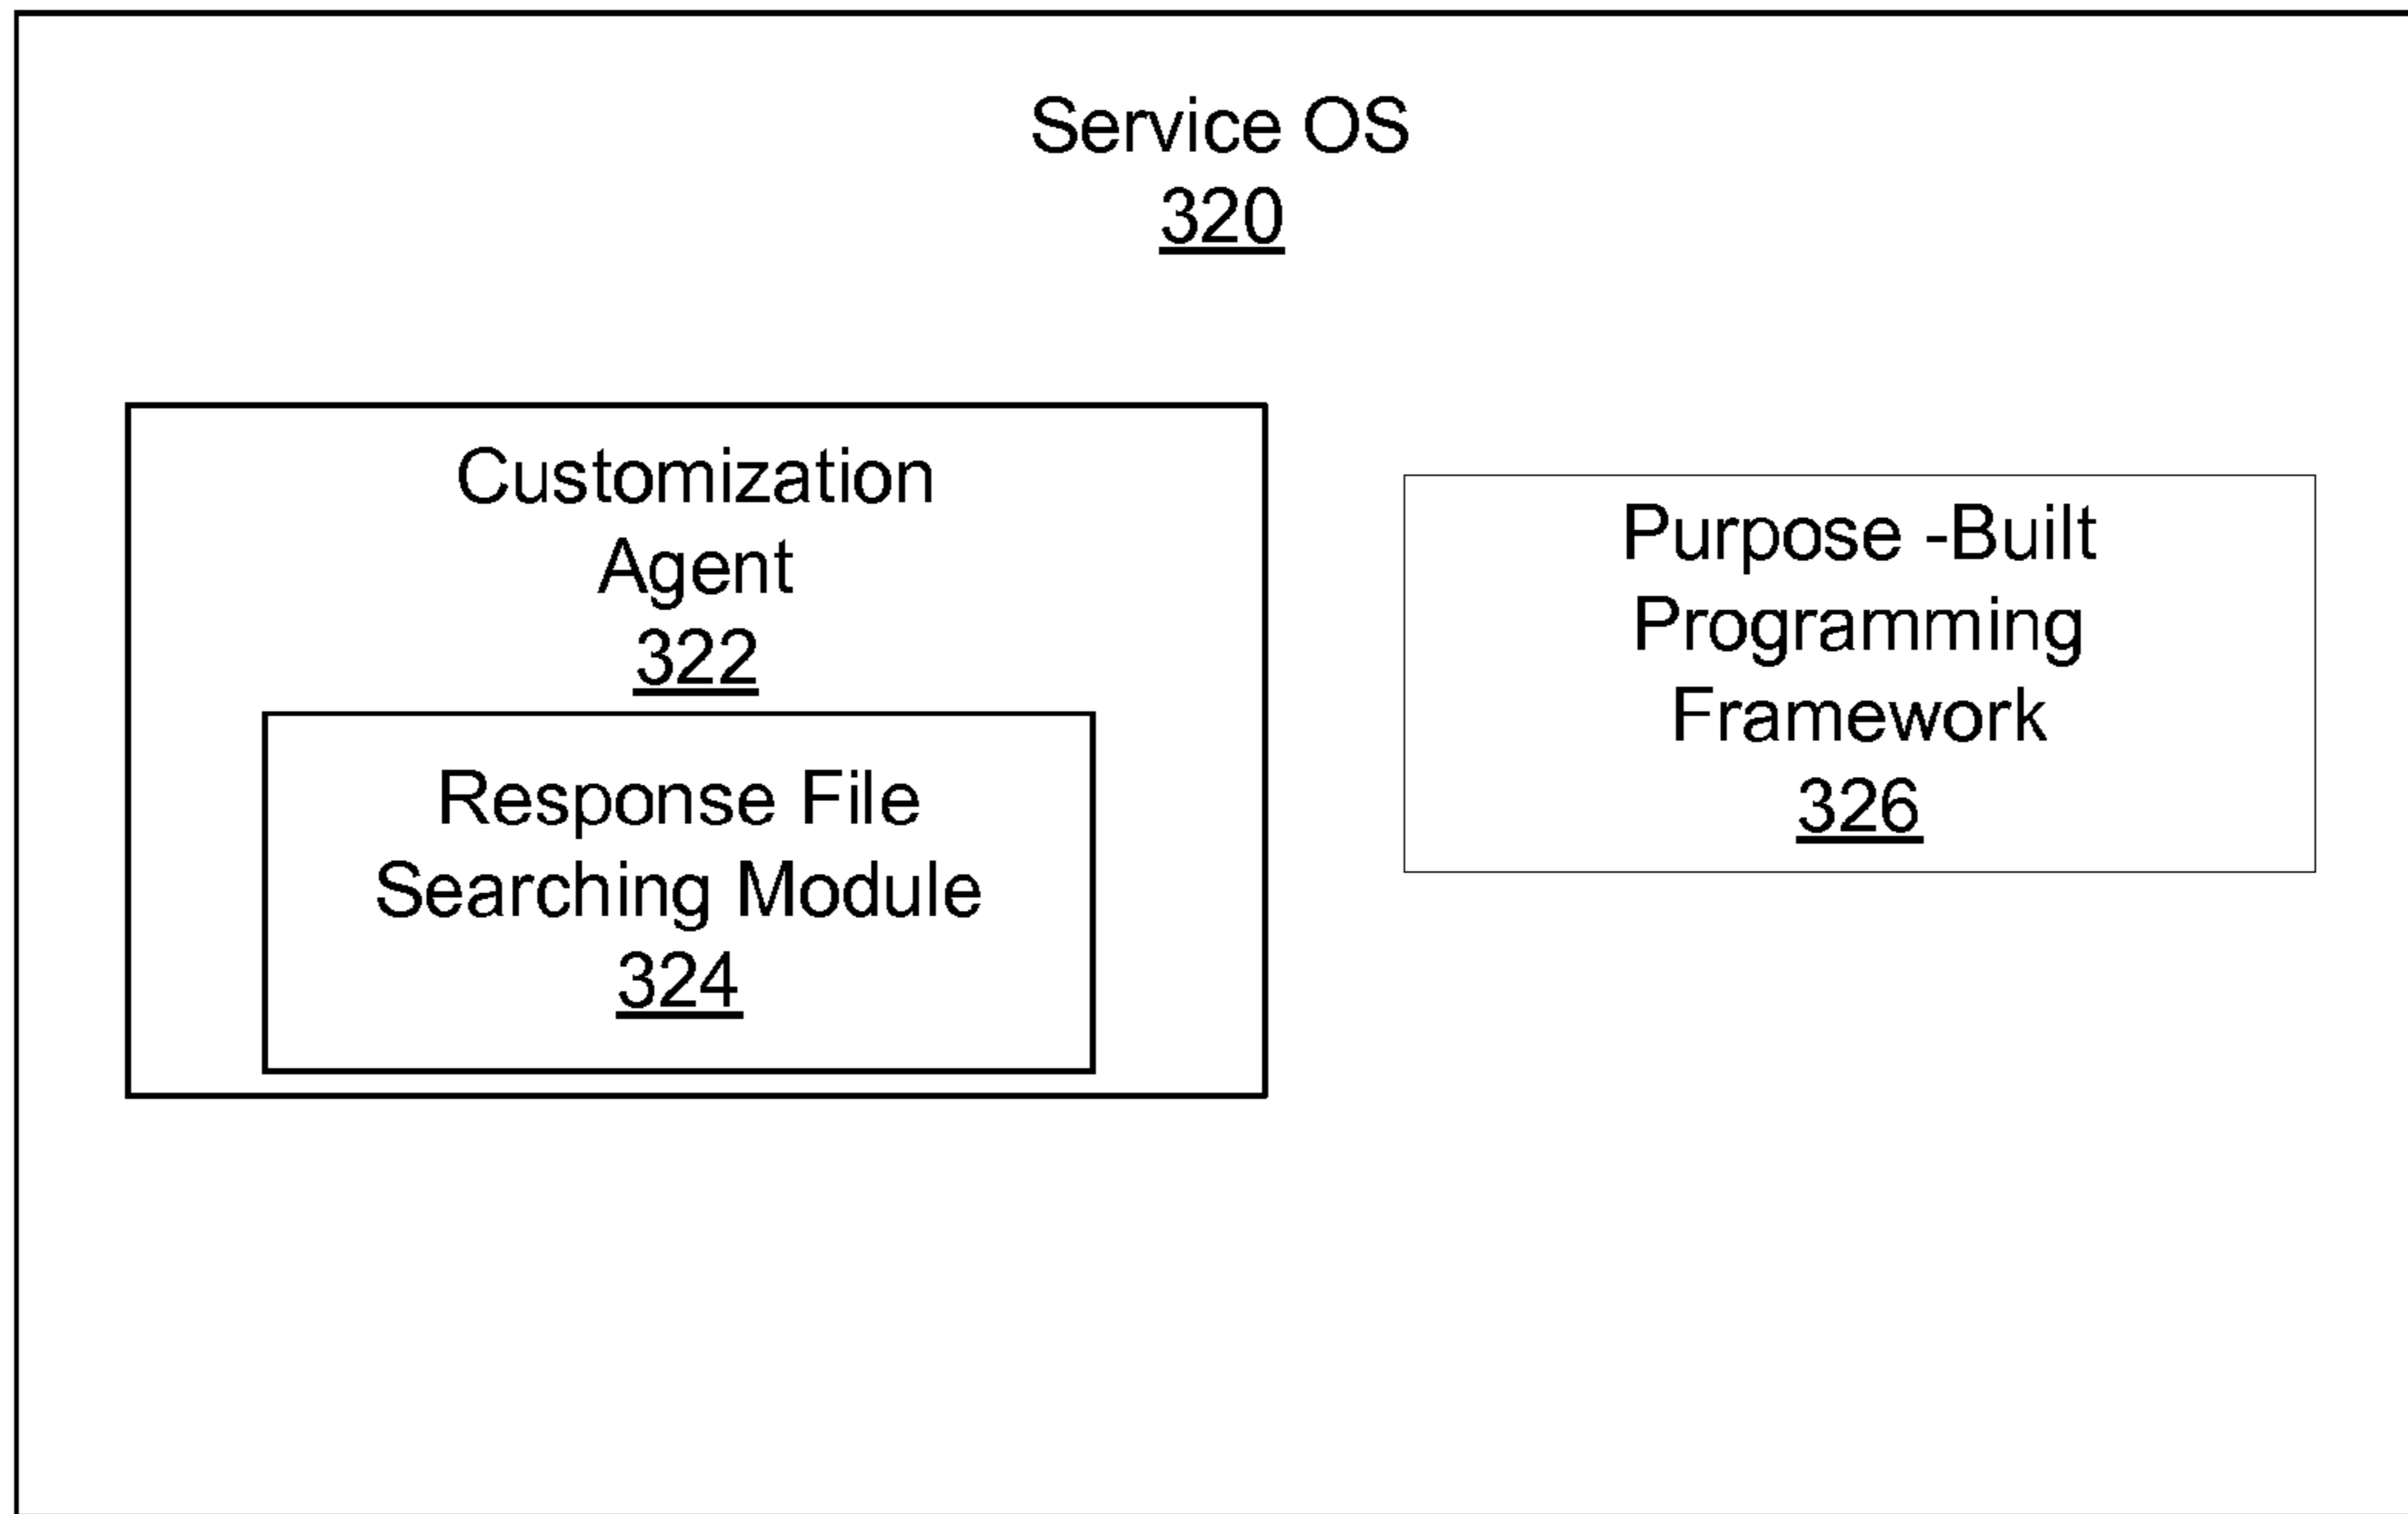 Service OS
320
Customization
Agent
322
Response File
Searching Module
324
Purpose -Built
Programming
Framework
326